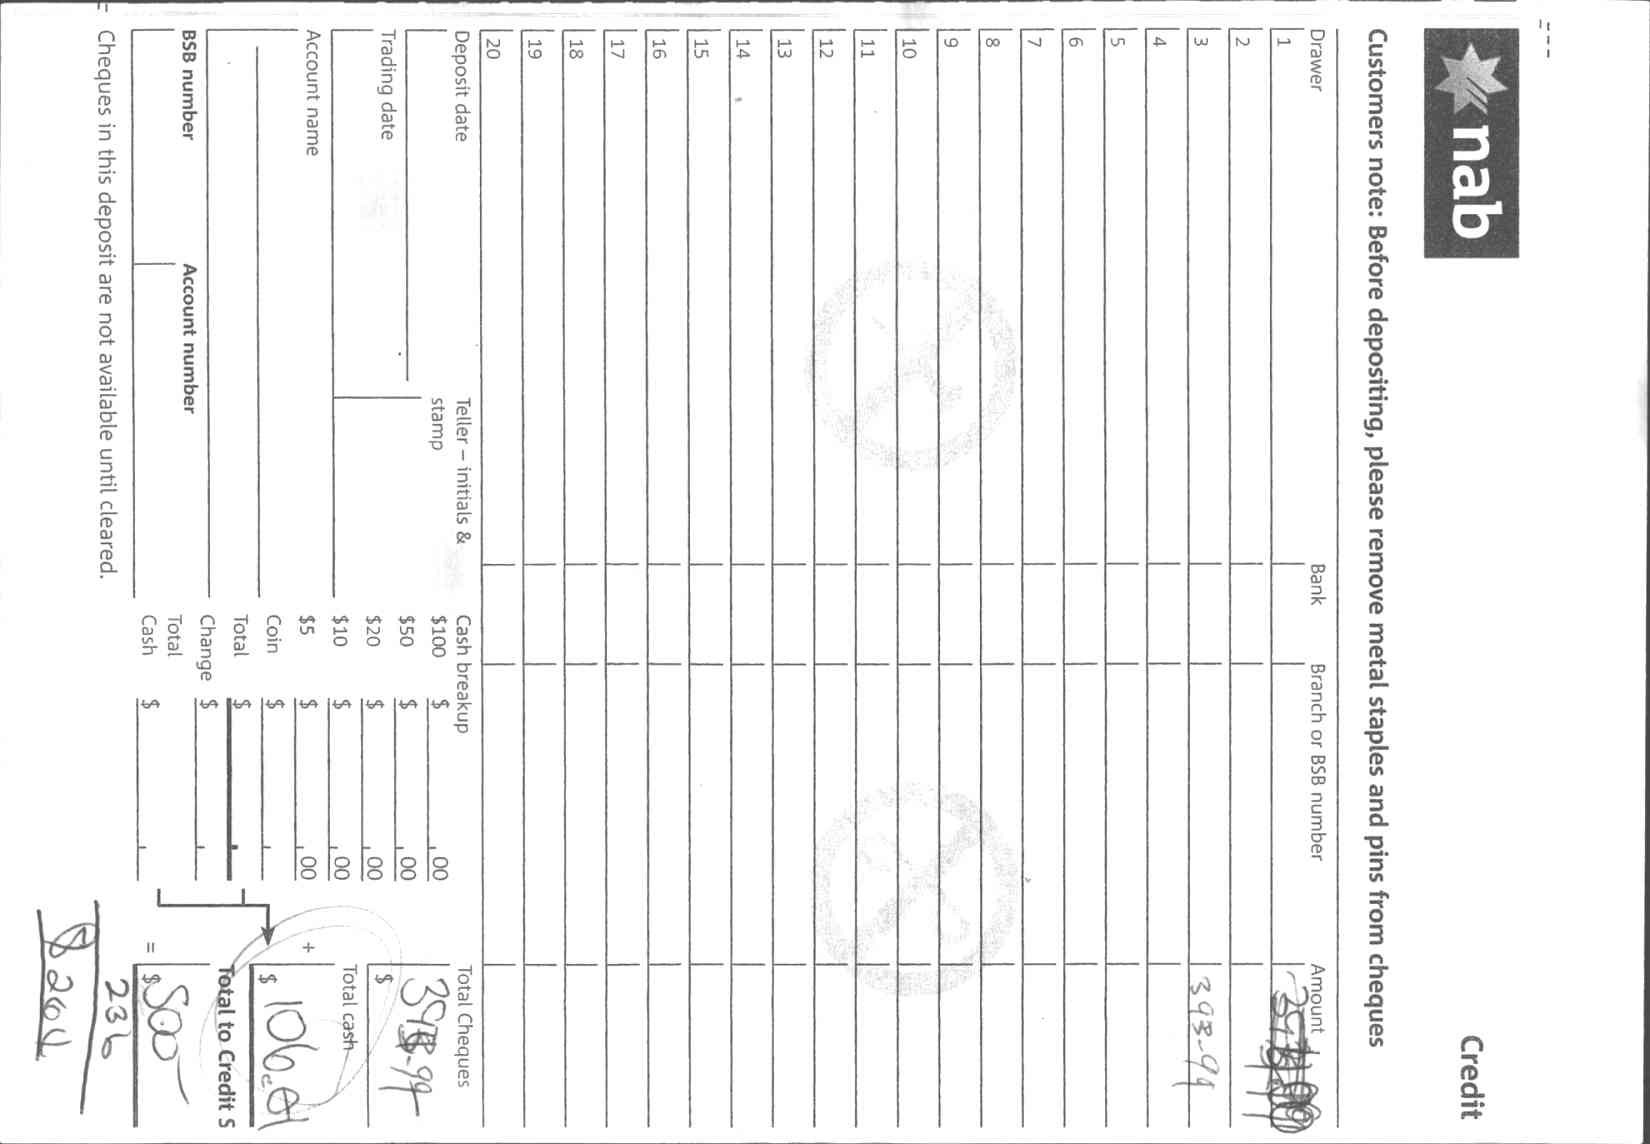 nab
Credit
Customers note: Before depositing, please remove metal staples and pins from cheques
Drawer Bank Branch or BSB number Amount
1
2
3 393-99
4
5
6
7
8
9
10
11
12
13
14
15
16
17
18
19
20
Deposit date
Trading date
Account name
BSB number Account number
Cheques in this deposit are not available until cleared.
Teller – initials &
stamp
Cash breakup
$100 $ .00
$50 $ .00
$20 $ .00
$10 $ .00
$5 $ .00
Coin $ .
Total $ .
Change $ .
Total
Cash $ .
Total Cheques
$ 393-99
+
Total cash
$ 106.01
Total to Credit S
= $ 500
236
$ 264